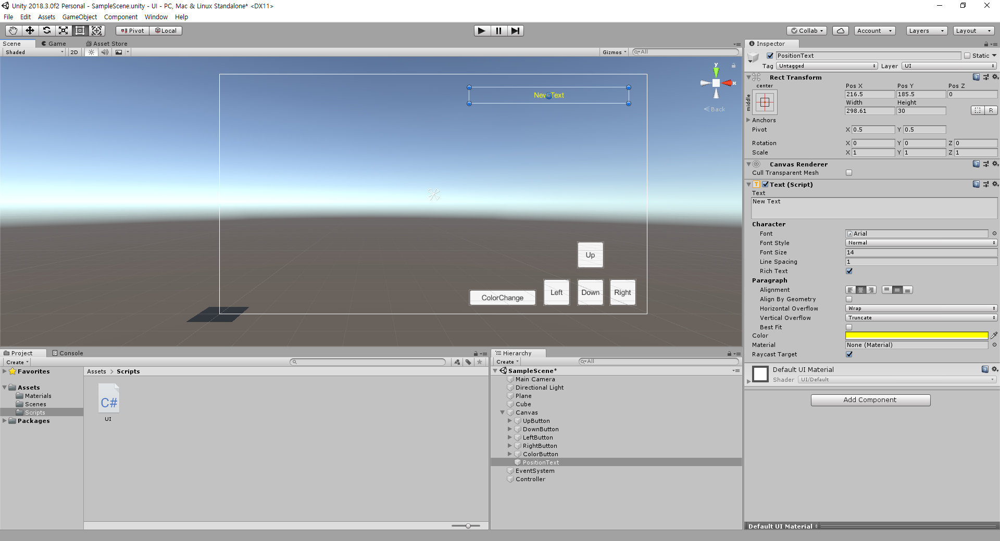 Unity 2018.3.0f2 Personal - SampleScene.unity - UI - PC, Mac & Linux Standalone* <DX11>
File Edit Assets GameObject Component Window Help
Pivot Local Collab Account Layers Layout
Scene Game Asset Store
Shaded 2D Gizmos All
y
x
Back
New Text
Up
Left Down Right
ColorChange
Inspector
PositionText Static
Tag Untagged Layer UI
Rect Transform
center Pos X Pos Y Pos Z
middle
216.5 185.5 0
Width Height
298.61 30 R
Anchors
Pivot X 0.5 Y 0.5
Rotation X 0 Y 0 Z 0
Scale X 1 Y 1 Z 1
Canvas Renderer
Cull Transparent Mesh
T Text (Script)
Text
New Text
Character
Font Arial
Font Style Normal
Font Size 14
Line Spacing 1
Rich Text
Paragraph
Alignment
Align By Geometry
Horizontal Overflow Wrap
Vertical Overflow Truncate
Best Fit
Color
Material None (Material)
Raycast Target
Default UI Material
Shader UI/Default
Add Component
Default UI Material
Project Console
Create
Favorites
Assets
Materials
Scenes
Scripts
Packages
Assets > Scripts
C#
UI
Hierarchy
Create All
SampleScene*
Main Camera
Directional Light
Plane
Cube
Canvas
UpButton
DownButton
LeftButton
RightButton
ColorButton
PositionText
EventSystem
Controller